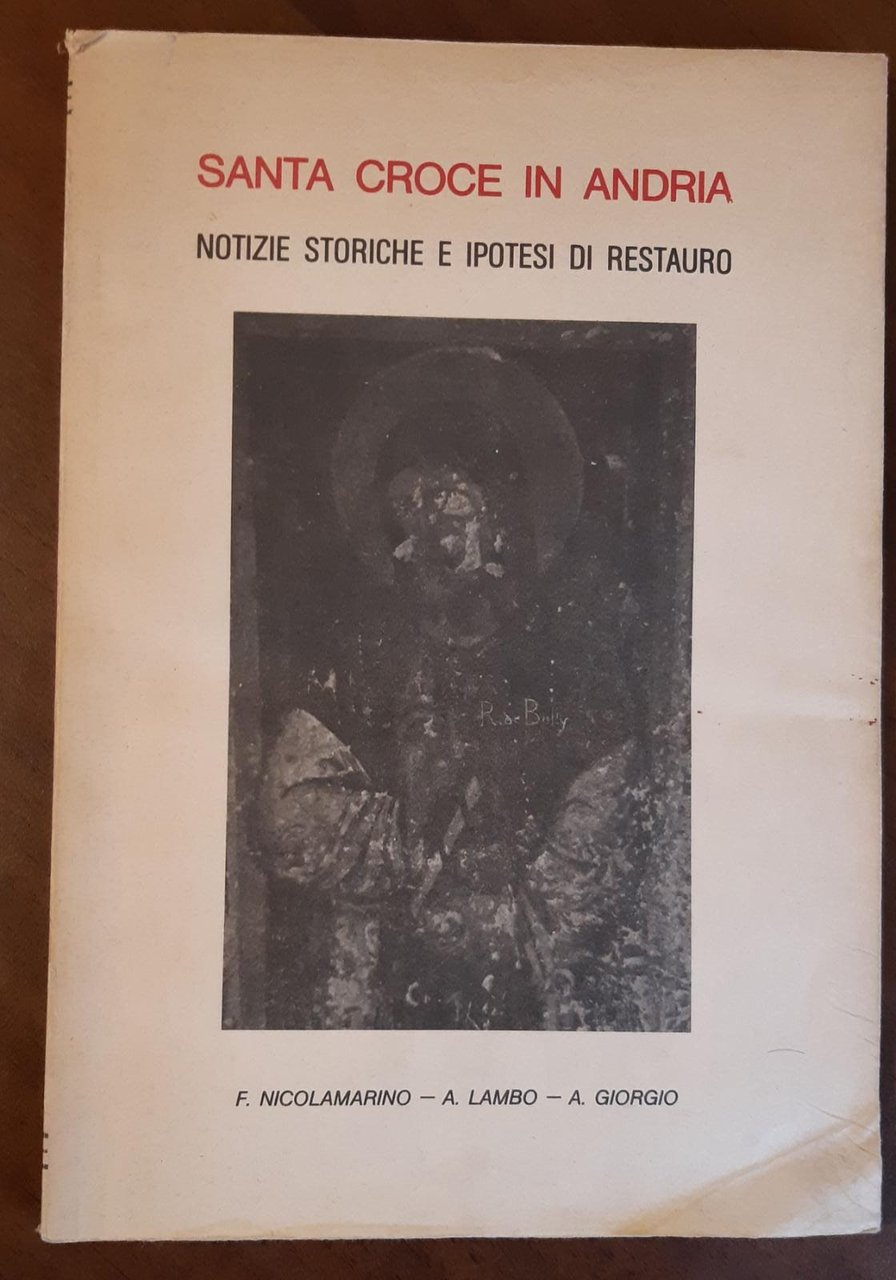 SANTA CROCE IN ANDRIA
NOTIZIE STORICHE E IPOTESI DI RESTAURO
F. NICOLAMARINO — A. LAMBO — A. GIORGIO